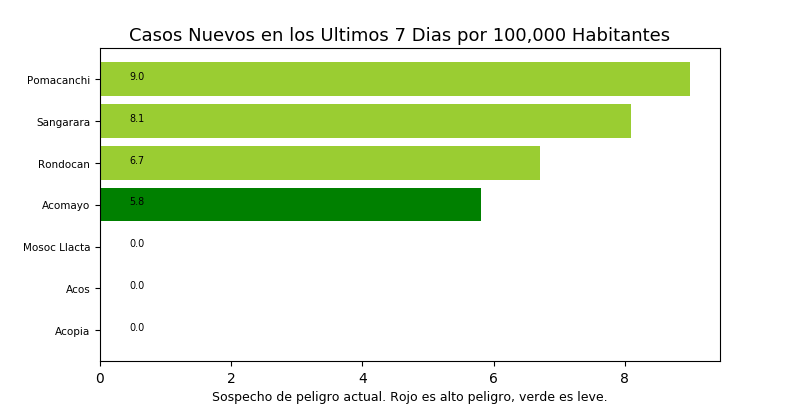 Casos Nuevos en los Ultimos 7 Dias por 100,000 Habitantes
Pomacanchi 9.0
Sangarara 8.1
Rondocan 6.7
Acomayo 5.8
Mosoc Llacta 0.0
Acos 0.0
Acopia 0.0
0 2 4 6 8
Sospecho de peligro actual. Rojo es alto peligro, verde es leve.